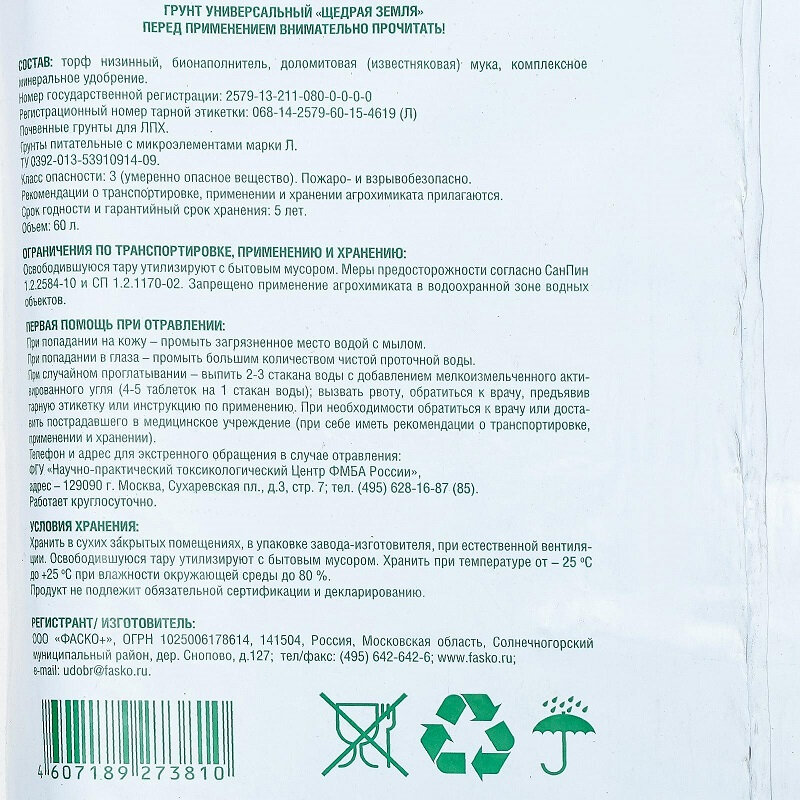 ГРУНТ УНИВЕРСАЛЬНЫЙ «ЩЕДРАЯ ЗЕМЛЯ»
ПЕРЕД ПРИМЕНЕНИЕМ ВНИМАТЕЛЬНО ПРОЧИТАТЬ!
СОСТАВ: торф низинный, бионаполнитель, доломитовая (известняковая) мука, комплексное
минеральное удобрение.
Номер государственной регистрации: 2579-13-211-080-0-0-0-0
Регистрационный номер тарной этикетки: 068-14-2579-60-15-4619 (Л)
Почвенные грунты для ЛПХ.
Грунты питательные с микроэлементами марки Л.
ТУ 0392-013-53910914-09.
Класс опасности: 3 (умеренно опасное вещество). Пожаро- и взрывобезопасно.
Рекомендации о транспортировке, применении и хранении агрохимиката прилагаются.
Срок годности и гарантийный срок хранения: 5 лет.
Объем: 60 л.
ОГРАНИЧЕНИЯ ПО ТРАНСПОРТИРОВКЕ, ПРИМЕНЕНИЮ И ХРАНЕНИЮ:
Освободившуюся тару утилизируют с бытовым мусором. Меры предосторожности согласно СанПин
1.2.2584-10 и СП 1.2.1170-02. Запрещено применение агрохимиката в водоохранной зоне водных
объектов.
ПЕРВАЯ ПОМОЩЬ ПРИ ОТРАВЛЕНИИ:
При попадании на кожу – промыть загрязненное место водой с мылом.
При попадании в глаза – промыть большим количеством чистой проточной воды.
При случайном проглатывании – выпить 2-3 стакана воды с добавлением мелкоизмельченного акти-
вированного угля (4-5 таблеток на 1 стакан воды); вызвать рвоту, обратиться к врачу, предъявив
тарную этикетку или инструкцию по применению. При необходимости обратиться к врачу или доста-
вить пострадавшего в медицинское учреждение (при себе иметь рекомендации о транспортировке,
применении и хранении).
Телефон и адрес для экстренного обращения в случае отравления:
ФГУ «Научно-практический токсикологический Центр ФМБА России»,
адрес – 129090 г. Москва, Сухаревская пл., д.3, стр. 7; тел. (495) 628-16-87 (85).
Работает круглосуточно.
УСЛОВИЯ ХРАНЕНИЯ:
Хранить в сухих закрытых помещениях, в упаковке завода-изготовителя, при естественной вентиля-
ции. Освободившуюся тару утилизируют с бытовым мусором. Хранить при температуре от – 25 ºС
до +25 ºС при влажности окружающей среды до 80 %.
Продукт не подлежит обязательной сертификации и декларированию.
РЕГИСТРАНТ/ ИЗГОТОВИТЕЛЬ:
ООО «ФАСКО+», ОГРН 1025006178614, 141504, Россия, Московская область, Солнечногорский
муниципальный район, дер. Снопово, д.127; тел/факс: (495) 642-642-6; www.fasko.ru;
e-mail: udobr@fasko.ru.
4 607189 273810